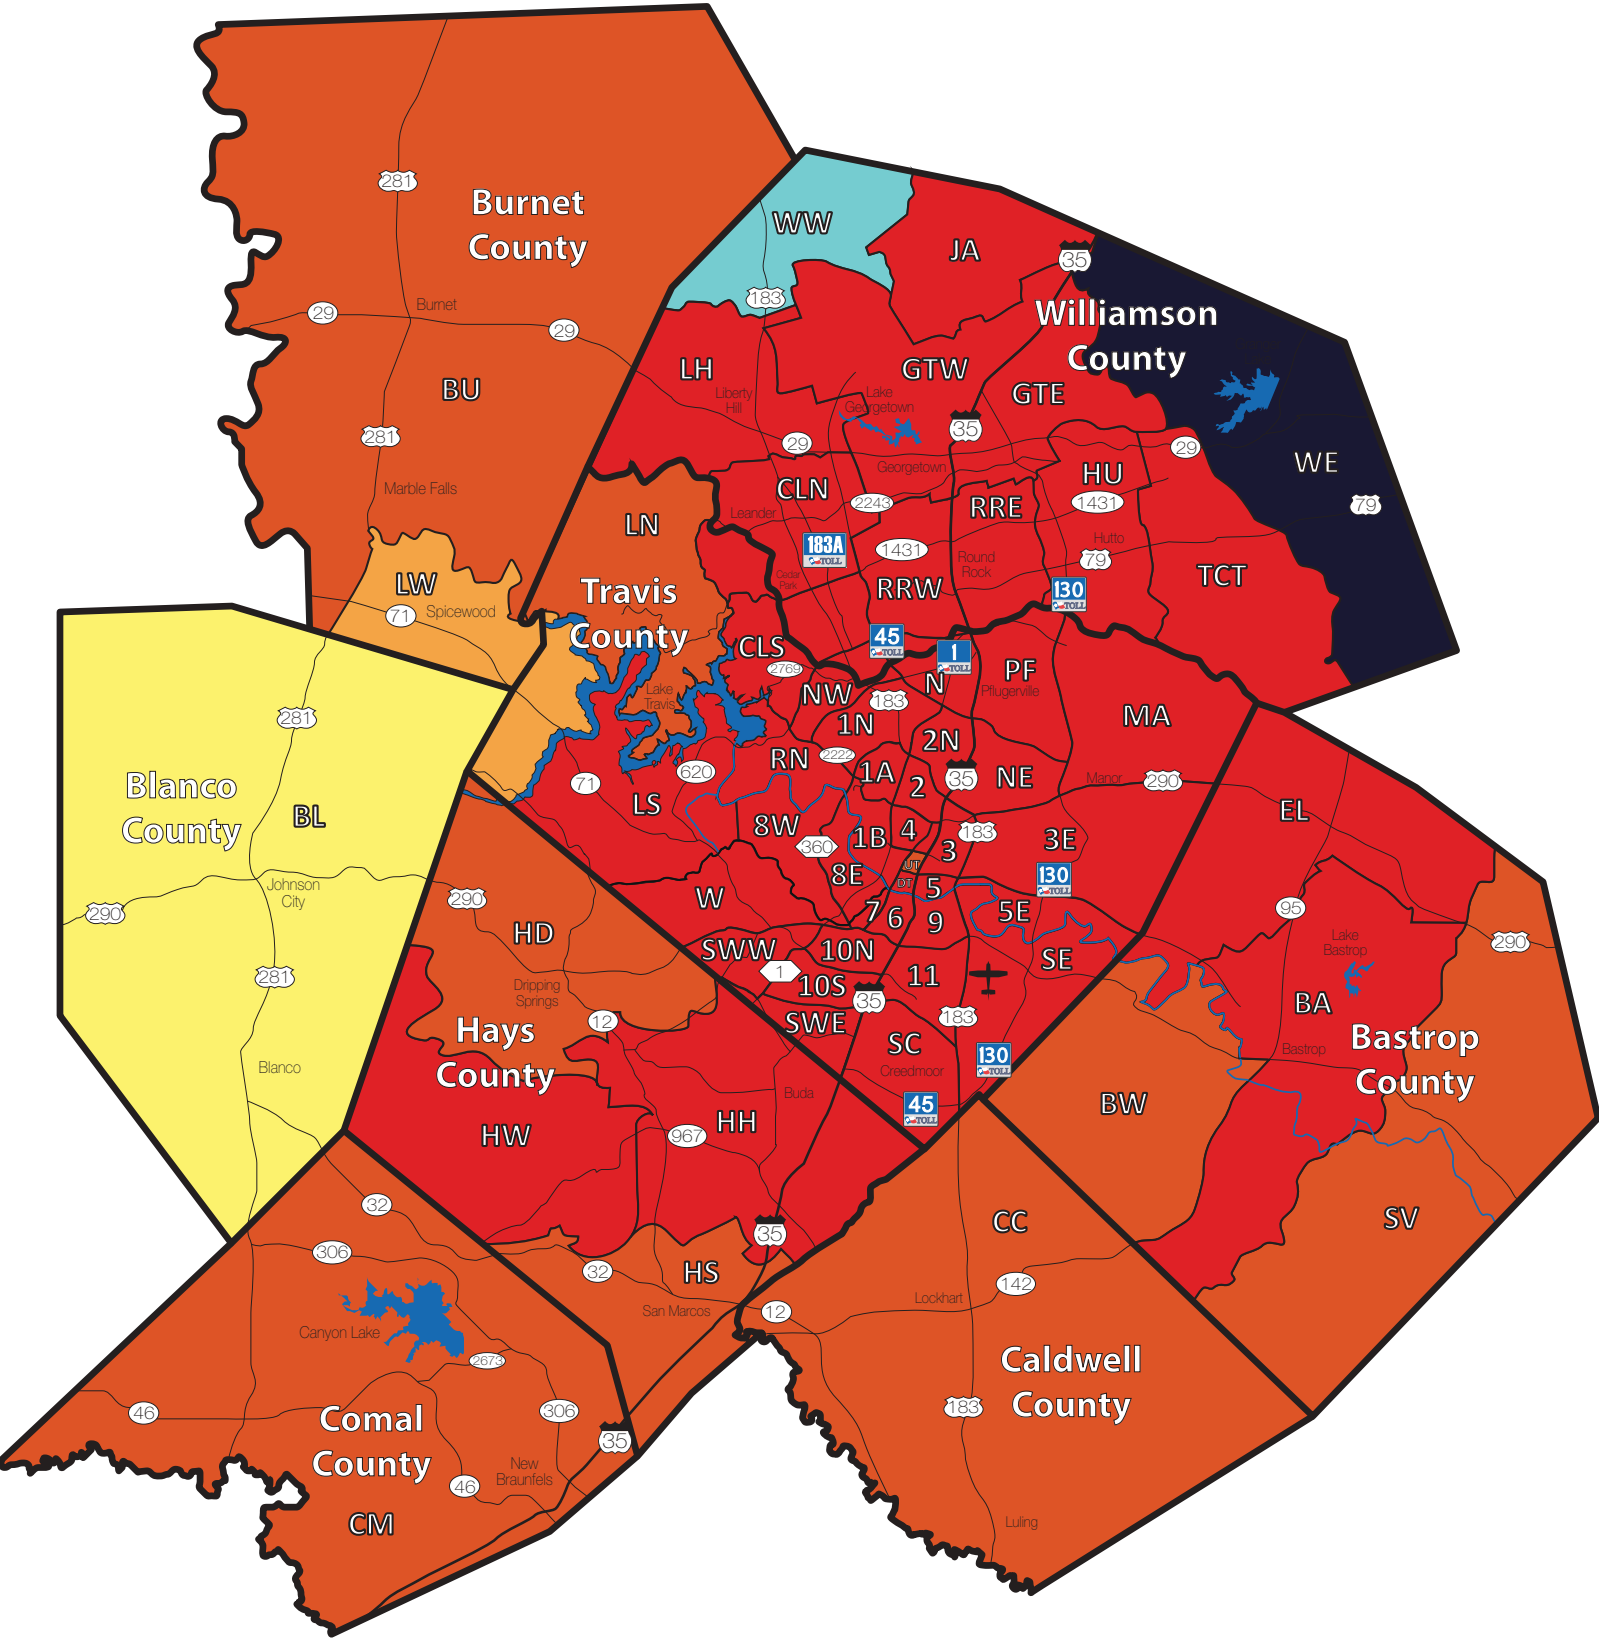 281
Burnet
County
WW
JA
35
183
29
Burnet
29
Williamson
County
LH
GTW
GTE
BU
Liberty
Hill
Lake
Georgetown
281
29
35
29
Georgetown
HU
WE
Marble Falls
CLN
2243
RRE
1431
79
Leander
LN
183A
TOLL
1431
Round
Rock
Hutto
79
Cedar
Park
RRW
130
TOLL
TCT
LW
71
Spicewood
Travis
County
45
TOLL
1
TOLL
CLS
2769
PF
Pflugerville
NW
183
N
Lake
Travis
281
1N
2N
MA
RN
2222
1A
2
35
NE
Manor
290
Blanco
County
BL
71
620
LS
8W
360
1B
4
183
3
3E
EL
UT
DT
8E
5
130
TOLL
Johnson
City
290
290
W
7
6
9
5E
95
HD
SWW
10N
SE
Lake
Bastrop
290
281
Dripping
Springs
1
10S
11
35
12
SWE
183
BA
Hays
County
SC
130
TOLL
Bastrop
Bastrop
County
Blanco
Creedmoor
Buda
45
TOLL
BW
HW
HH
967
32
306
35
CC
SV
32
HS
142
San Marcos
12
Lockhart
Canyon Lake
2673
Caldwell
County
46
Comal
County
306
35
183
New
Braunfels
46
CM
Luling